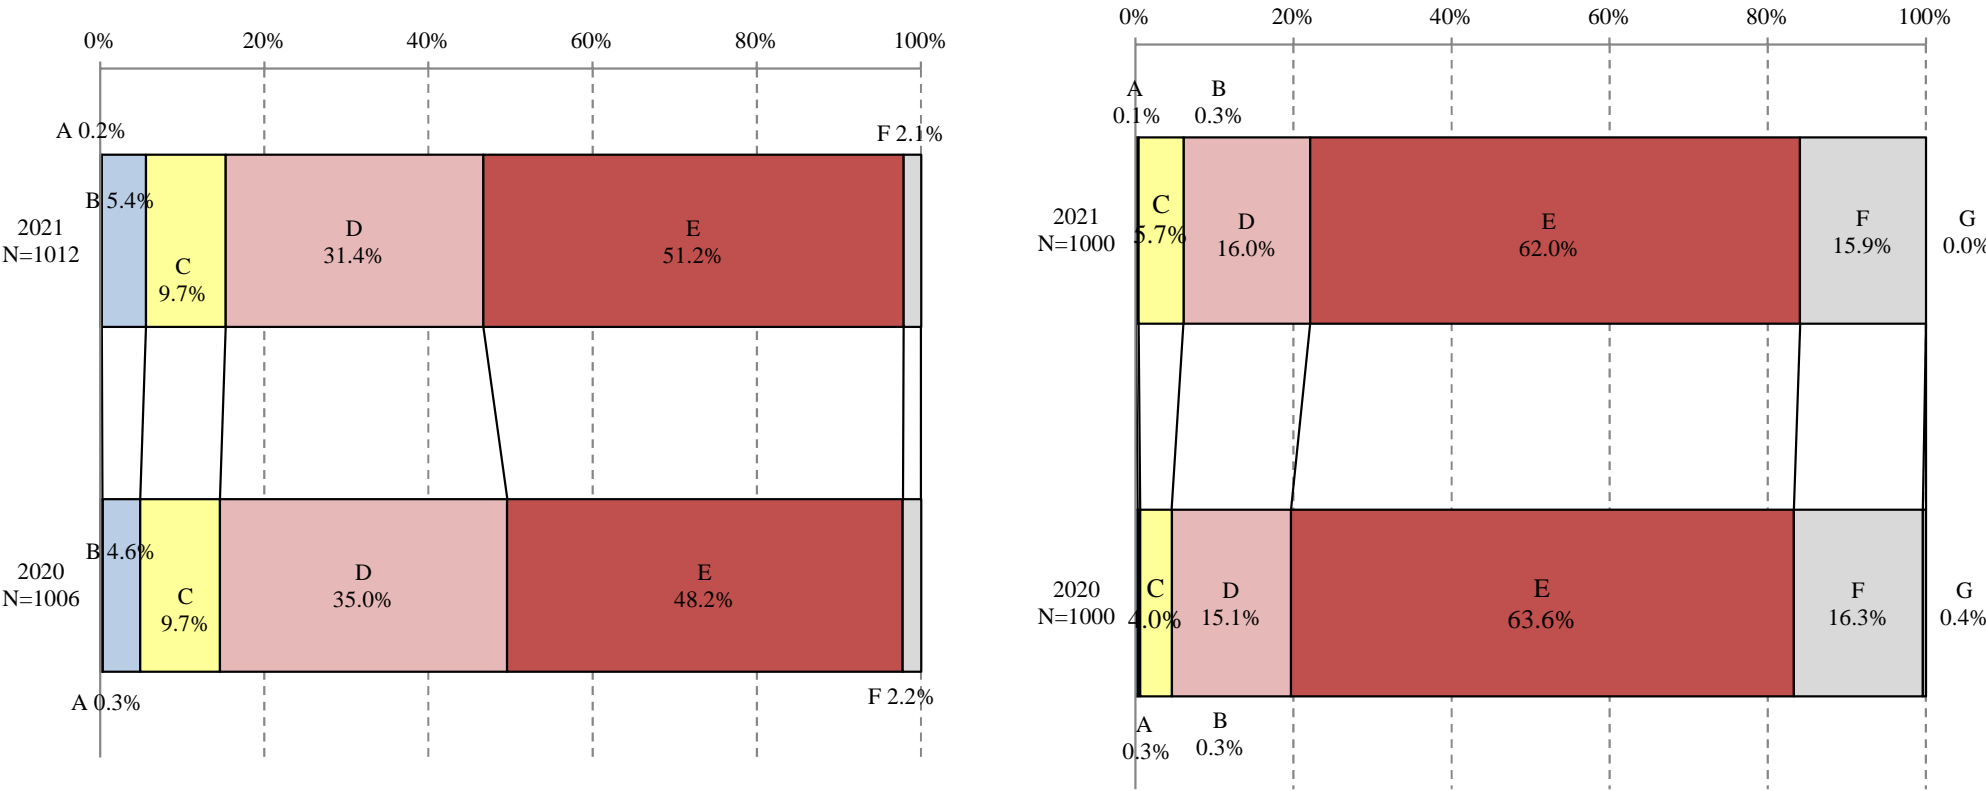 0% 20% 40% 60% 80% 100%
A 0.2%
F 2.1%
B 5.4%
2021
N=1012
C
9.7%
D
31.4%
E
51.2%
B 4.6%
2020
N=1006
C
9.7%
D
35.0%
E
48.2%
A 0.3%
F 2.2%
0% 20% 40% 60% 80% 100%
A
0.1%
B
0.3%
2021
N=1000
C
5.7%
D
16.0%
E
62.0%
F
15.9%
G
0.0%
2020
N=1000
C
4.0%
D
15.1%
E
63.6%
F
16.3%
G
0.4%
A
0.3%
B
0.3%